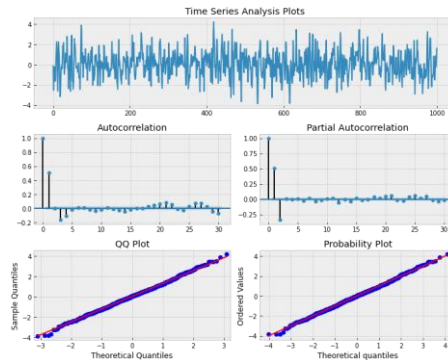 Time Series Analysis Plots
4
2
0
−2
−4
0 200 400 600 800 1000
Autocorrelation Partial Autocorrelation
1.0 1.00
0.8 0.75
0.6 0.50
0.4 0.25
0.2 0.00
0.0 −0.25
−0.2
0 5 10 15 20 25 30 0 5 10 15 20 25 30
QQ Plot Probability Plot
Sample Quantiles Ordered Values
4 4
2 2
0 0
−2 −2
−4 −4
−3 −2 −1 0 1 2 3 −4 −3 −2 −1 0 1 2 3
Theoretical Quantiles Theoretical quantiles